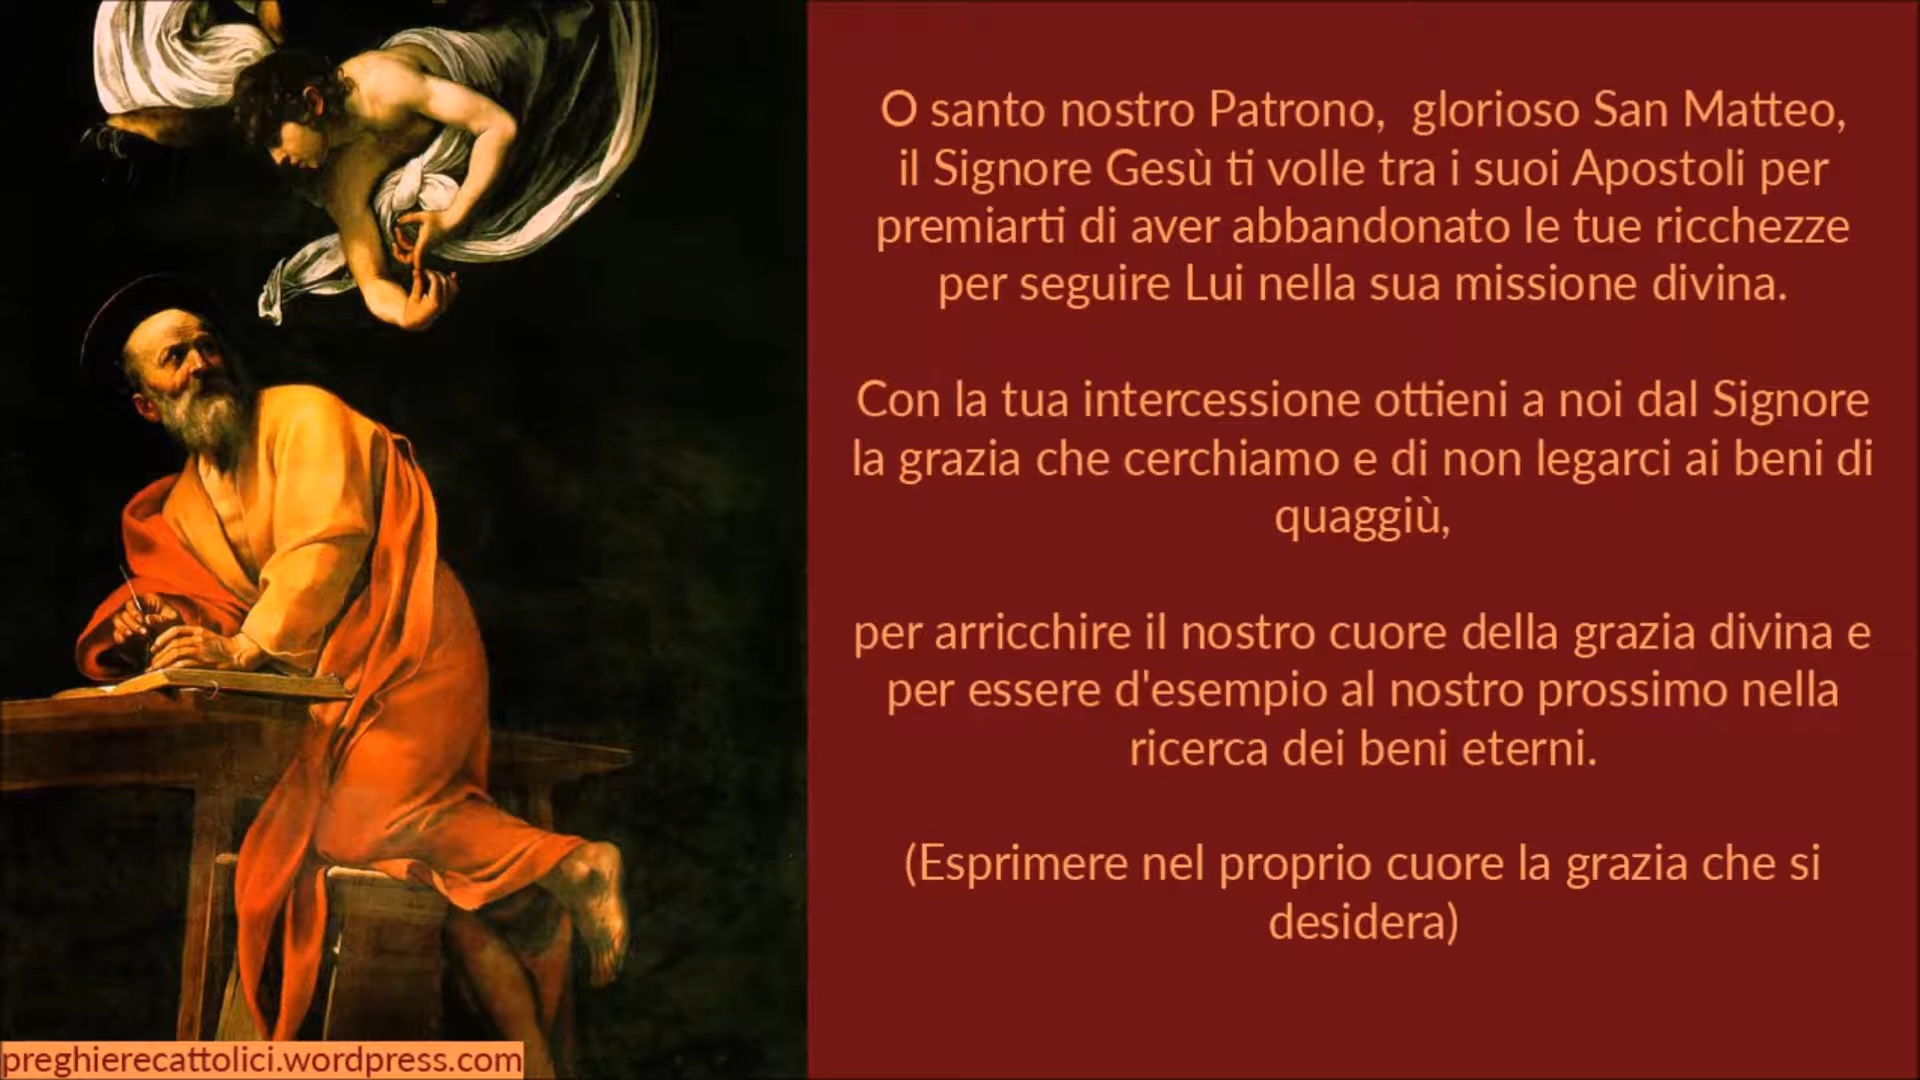 O santo nostro Patrono,  glorioso San Matteo,
il Signore Gesù ti volle tra i suoi Apostoli per
premiarti di aver abbandonato le tue ricchezze
per seguire Lui nella sua missione divina.
Con la tua intercessione ottieni a noi dal Signore
la grazia che cerchiamo e di non legarci ai beni di
quaggiù,
per arricchire il nostro cuore della grazia divina e
per essere d'esempio al nostro prossimo nella
ricerca dei beni eterni.
(Esprimere nel proprio cuore la grazia che si
desidera)
preghierecattolici.wordpress.com